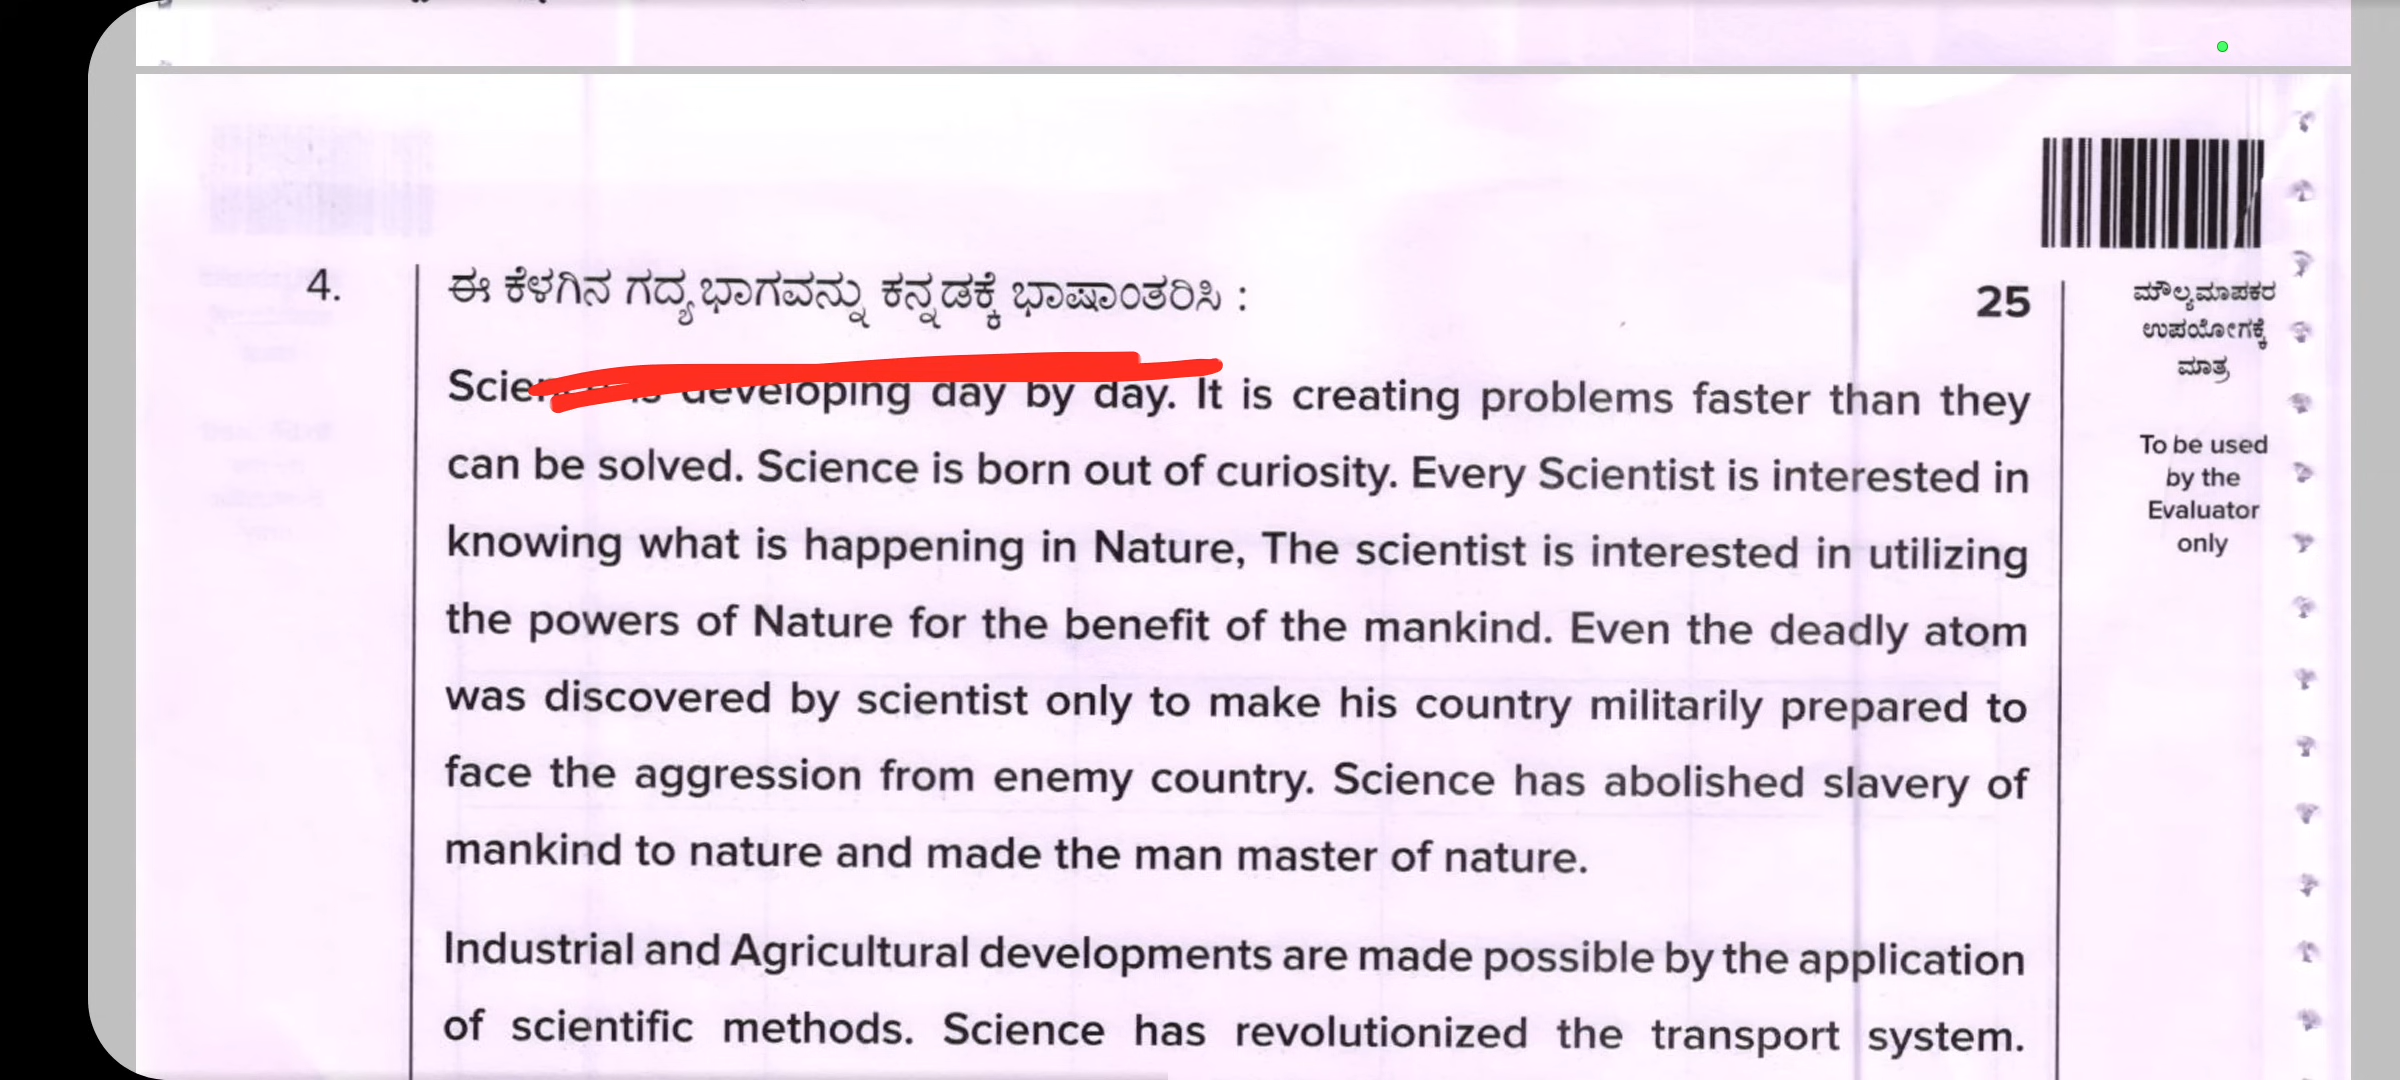 4. ಈ ಕೆಳಗಿನ ಗದ್ಯಭಾಗವನ್ನು ಕನ್ನಡಕ್ಕೆ ಭಾಷಾಂತರಿಸಿ : 25
developing day by day. It is creating problems faster than they
can be solved. Science is born out of curiosity. Every Scientist is interested in
knowing what is happening in Nature, The scientist is interested in utilizing
the powers of Nature for the benefit of the mankind. Even the deadly atom
was discovered by scientist only to make his country militarily prepared to
face the aggression from enemy country. Science has abolished slavery of
mankind to nature and made the man master of nature.
Industrial and Agricultural developments are made possible by the application
of scientific methods. Science has revolutionized the transport system.
ಮೌಲ್ಯಮಾಪಕರ
ಉಪಯೋಗಕ್ಕೆ
ಮಾತ್ರ
To be used
by the
Evaluator
only